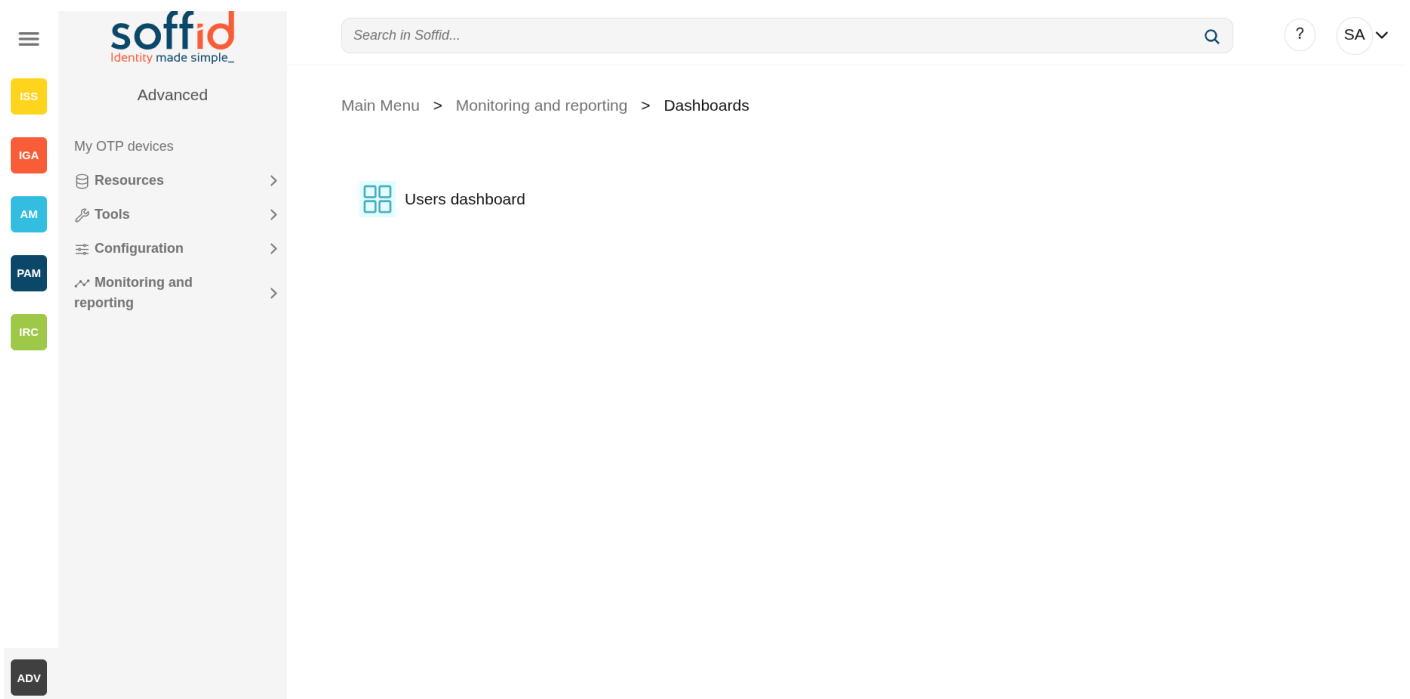 soffid
Identity made simple_
Search in Soffid...
?
SA
ISS
IGA
AM
PAM
IRC
ADV
Advanced
My OTP devices
Resources
Tools
Configuration
Monitoring and
reporting
Main Menu > Monitoring and reporting > Dashboards
Users dashboard